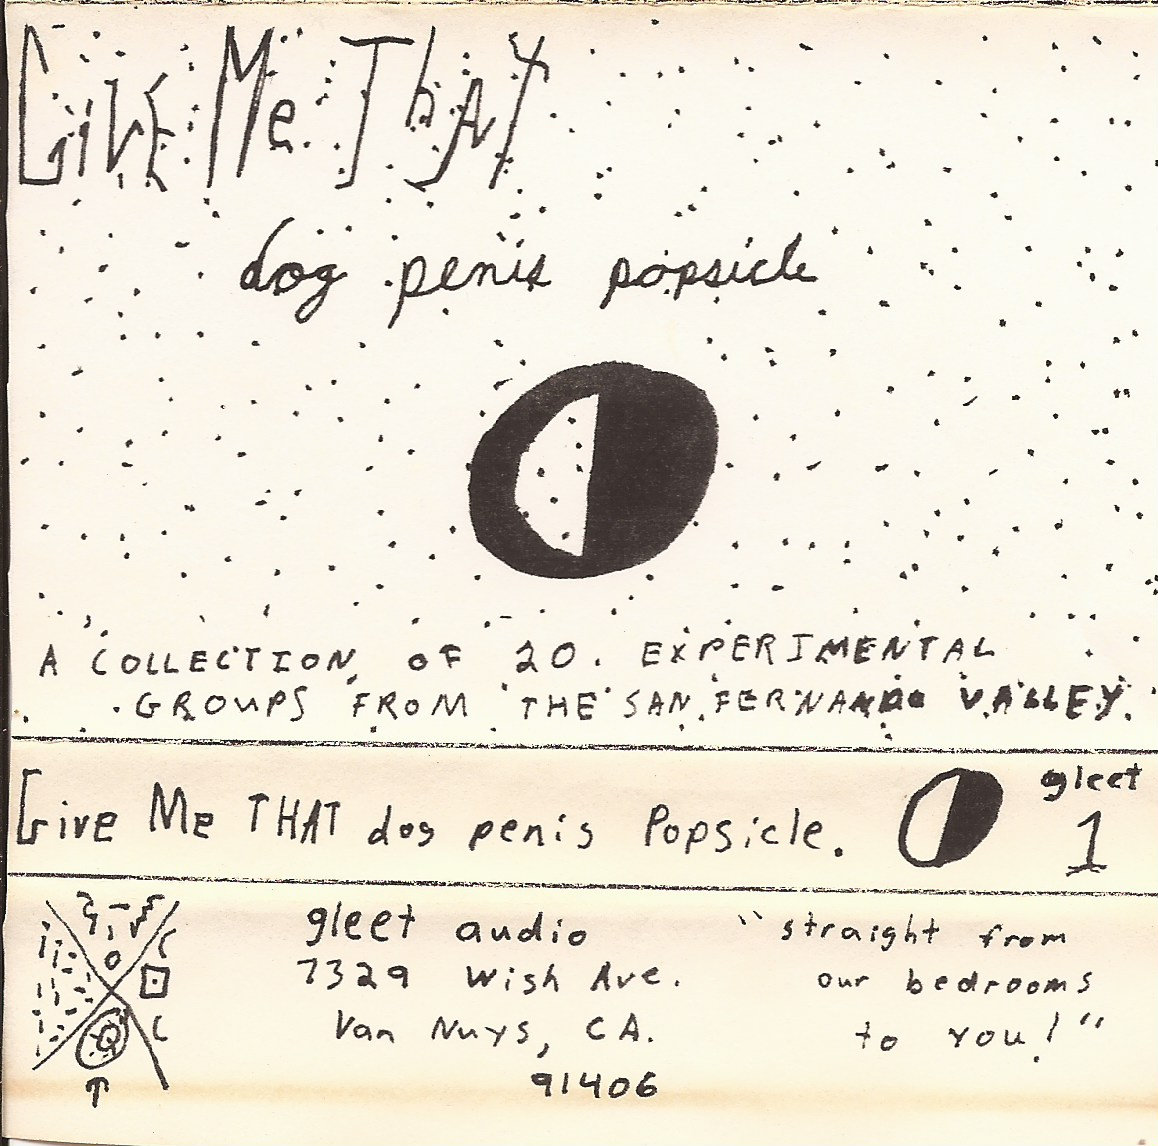 GiVE Me ThAT
dog penis popsicle
A COLLECTION OF 20. EXPERIMENTAL
GROUPS FROM THE SAN FERNANDO VALLEY.
Give Me THAT dog penis Popsicle.
gleet
1
gleet audio
7329 Wish Ave.
Van Nuys, CA.
91406
"straight from
our bedrooms
to you!"